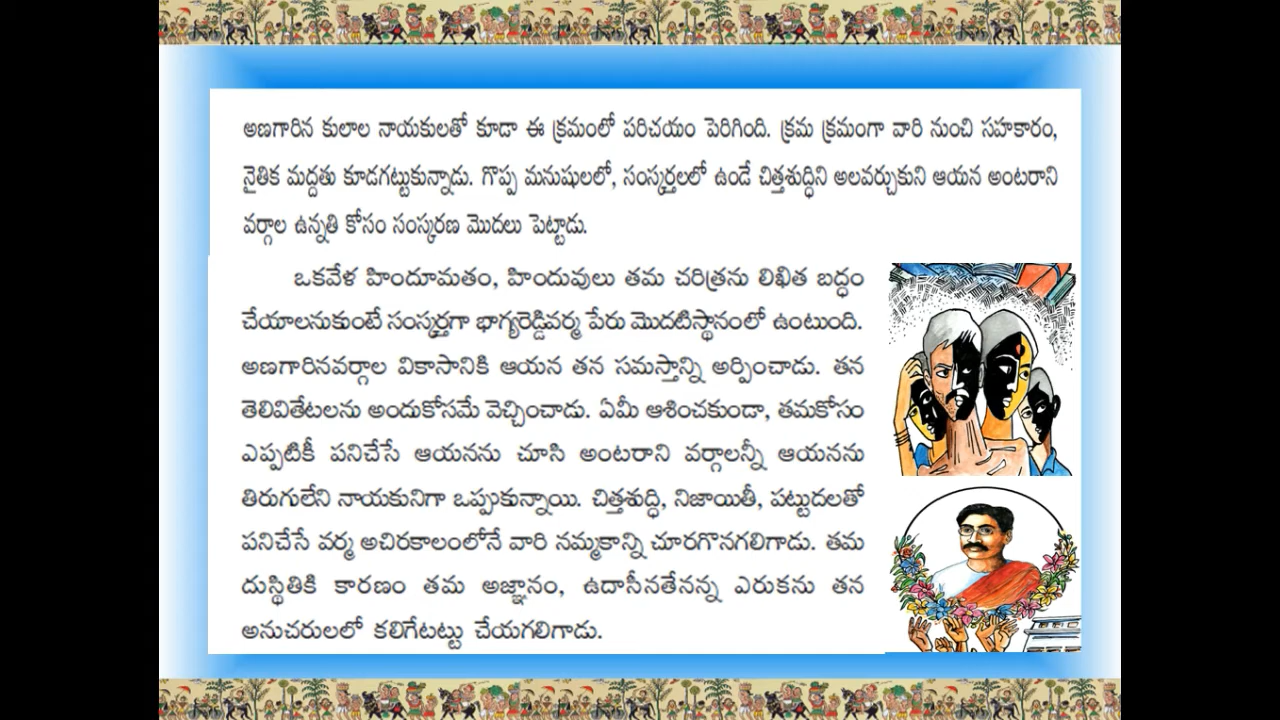 అణగారిన కులాల నాయకులతో కూడా ఈ క్రమంలో పరిచయం పెరిగింది. క్రమ క్రమంగా వారి నుంచి సహకారం,
నైతిక మద్దతు కూడగట్టుకున్నాడు. గొప్ప మనుషులలో, సంస్కర్తలలో ఉండే చిత్తశుద్ధిని అలవర్చుకుని ఆయన అంటరాని
వర్గాల ఉన్నతి కోసం సంస్కరణ మొదలు పెట్టాడు.
ఒకవేళ హిందూమతం, హిందువులు తమ చరిత్రను లిఖిత బద్ధం
చేయాలనుకుంటే సంస్కర్తగా భాగ్యరెడ్డివర్మ పేరు మొదటిస్థానంలో ఉంటుంది.
అణగారినవర్గాల వికాసానికి ఆయన తన సమస్తాన్ని అర్పించాడు. తన
తెలివితేటలను అందుకోసమే వెచ్చించాడు. ఏమీ ఆశించకుండా, తమకోసం
ఎప్పటికీ పనిచేసే ఆయనను చూసి అంటరాని వర్గాలన్నీ ఆయనను
తిరుగులేని నాయకునిగా ఒప్పుకున్నాయి. చిత్తశుద్ధి, నిజాయితీ, పట్టుదలతో
పనిచేసే వర్మ అచిరకాలంలోనే వారి నమ్మకాన్ని చూరగొనగలిగాడు. తమ
దుస్థితికి కారణం తమ అజ్ఞానం, ఉదాసీనతేనన్న ఎరుకను తన
అనుచరులలో కలిగేటట్టు చేయగలిగాడు.